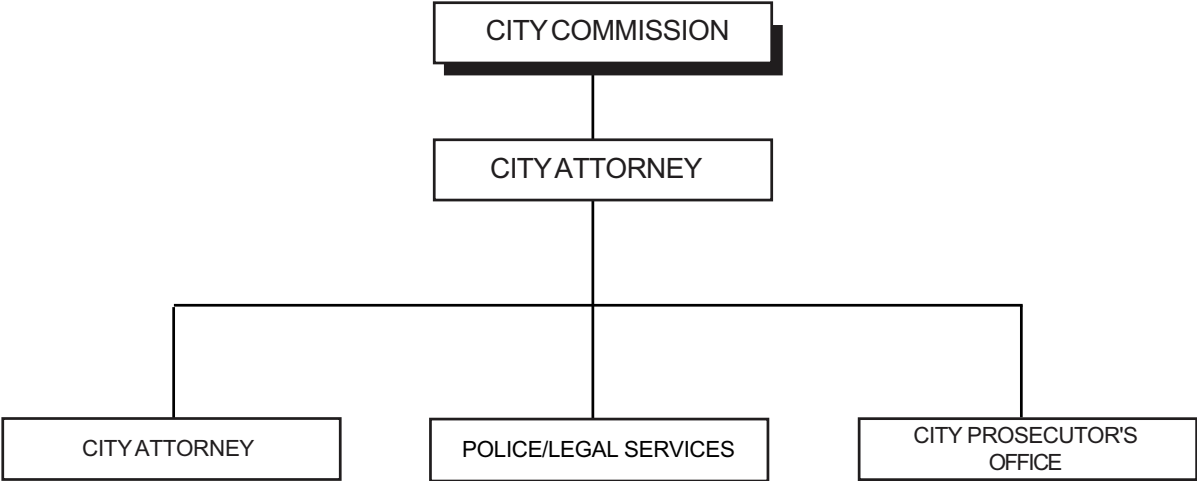 CITY COMMISSION
CITY ATTORNEY
CITY ATTORNEY
POLICE/LEGAL SERVICES
CITY PROSECUTOR'S
OFFICE